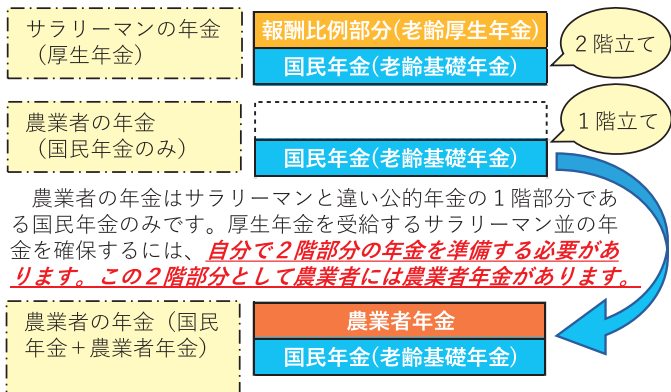 サラリーマンの年金
（厚生年金）
報酬比例部分(老齢厚生年金)
国民年金(老齢基礎年金)
２階立て
農業者の年金
（国民年金のみ）
国民年金(老齢基礎年金)
１階立て
農業者の年金はサラリーマンと違い公的年金の１階部分であ
る国民年金のみです。厚生年金を受給するサラリーマン並の年
金を確保するには、自分で２階部分の年金を準備する必要があ
ります。この２階部分として農業者には農業者年金があります。
農業者の年金（国民
年金＋農業者年金）
農業者年金
国民年金(老齢基礎年金)